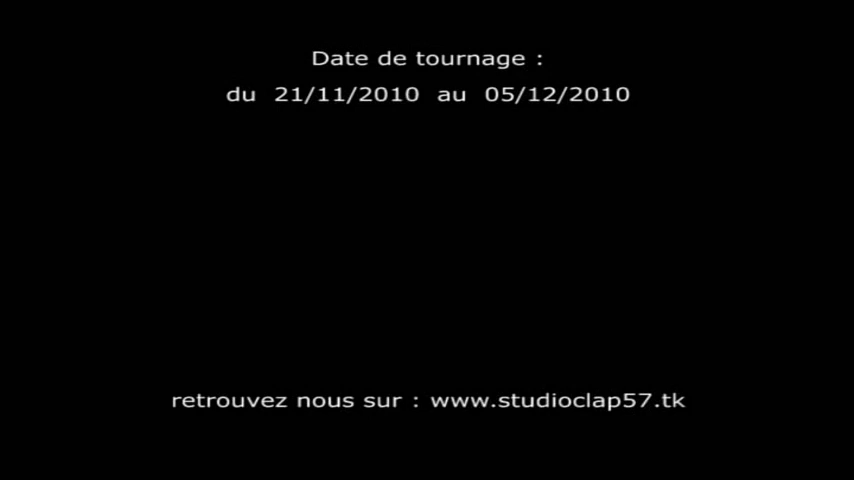 Date de tournage :
du 21/11/2010 au 05/12/2010
retrouvez nous sur : www.studioclap57.tk